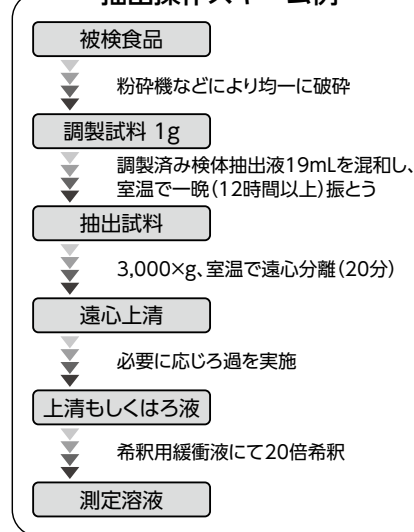 抽出操作スキーム例
被検食品
粉砕機などにより均一に破砕
調製試料 1g
調製済み検体抽出液19mLを混和し、
室温で一晩(12時間以上)振とう
抽出試料
3,000×g、室温で遠心分離(20分)
遠心上清
必要に応じろ過を実施
上清もしくはろ液
希釈用緩衝液にて20倍希釈
測定溶液